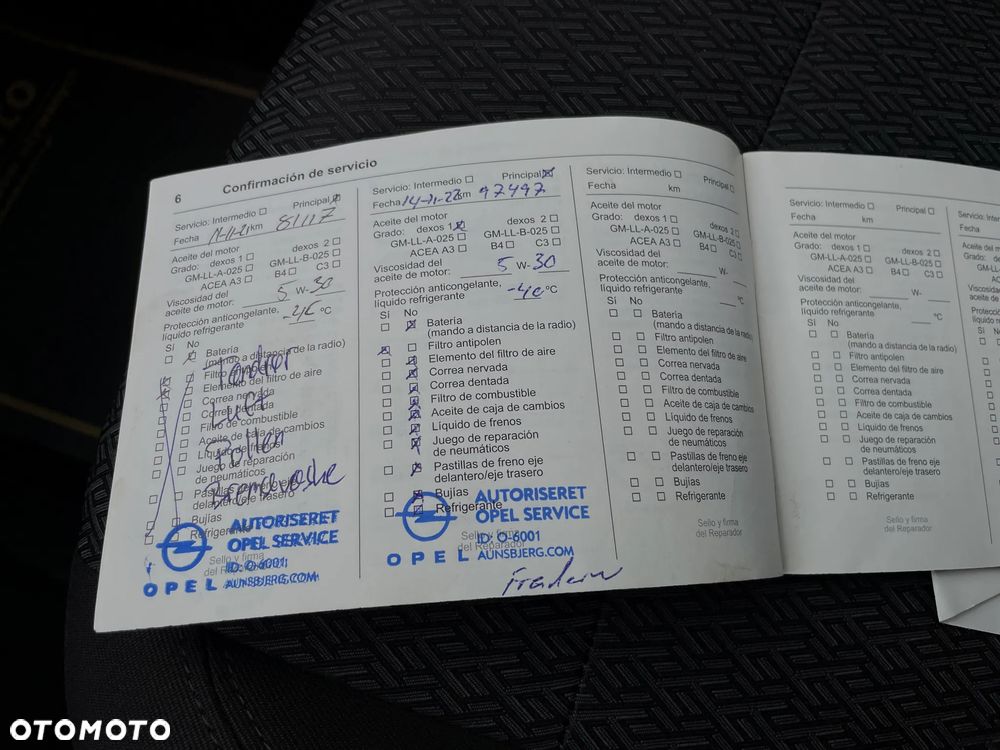 6 Confirmación de servicio
Servicio: Intermedio Principal
Fecha 11-11-21 km 81117
Aceite del motor
Grado: dexos 1 dexos 2
GM-LL-A-025 GM-LL-B-025
ACEA A3 B4 C3
Viscosidad del
aceite de motor: 5 W- 30
Protección anticongelante,
líquido refrigerante °C
Sí No
Batería
(mando a distancia de la radio)
Elemento del filtro de aire
Correa nervada
Correa dentada
Filtro de combustible
Aceite de caja de cambios
Líquido de frenos
Juego de reparación
de neumáticos
Pastillas de freno eje
delantero/eje trasero
Bujías
Refrigerante
Sello y firma
del Reparador
OPEL
AUTORISERET
OPEL SERVICE
ID: O-6001
AUNSBJERG.COM
Servicio: Intermedio Principal
Fecha 14-11-22 km 97497
Aceite del motor
Grado: dexos 1 dexos 2
GM-LL-A-025 GM-LL-B-025
ACEA A3 B4 C3
Viscosidad del
aceite de motor: 5 W- 30
Protección anticongelante,
líquido refrigerante -40 °C
Sí No
Batería
(mando a distancia de la radio)
Filtro antipolen
Elemento del filtro de aire
Correa nervada
Correa dentada
Filtro de combustible
Aceite de caja de cambios
Líquido de frenos
Juego de reparación
de neumáticos
Pastillas de freno eje
delantero/eje trasero
Bujías
Refrigerante
Sello y firma
del Reparador
OPEL
AUTORISERET
OPEL SERVICE
ID: O-6001
AUNSBJERG.COM
Servicio: Intermedio Principal
Fecha km
Aceite del motor
Grado: dexos 1 dexos 2
GM-LL-A-025 GM-LL-B-025
ACEA A3 B4 C3
Viscosidad del
aceite de motor: W-
Protección anticongelante,
líquido refrigerante °C
Sí No
Batería
(mando a distancia de la radio)
Filtro antipolen
Elemento del filtro de aire
Correa nervada
Correa dentada
Filtro de combustible
Aceite de caja de cambios
Líquido de frenos
Juego de reparación
de neumáticos
Pastillas de freno eje
delantero/eje trasero
Bujías
Refrigerante
Sello y firma
del Reparador
Servicio: Intermedio Principal
Fecha km
Aceite del motor
Grado: dexos 1 dexos 2
GM-LL-A-025 GM-LL-B-025
ACEA A3 B4 C3
Viscosidad del
aceite de motor: W-
Protección anticongelante,
líquido refrigerante °C
Sí No
Batería
(mando a distancia de la radio)
Filtro antipolen
Elemento del filtro de aire
Correa nervada
Correa dentada
Filtro de combustible
Aceite de caja de cambios
Líquido de frenos
Juego de reparación
de neumáticos
Pastillas de freno eje
delantero/eje trasero
Bujías
Refrigerante
Sello y firma
del Reparador
OTOMOTO